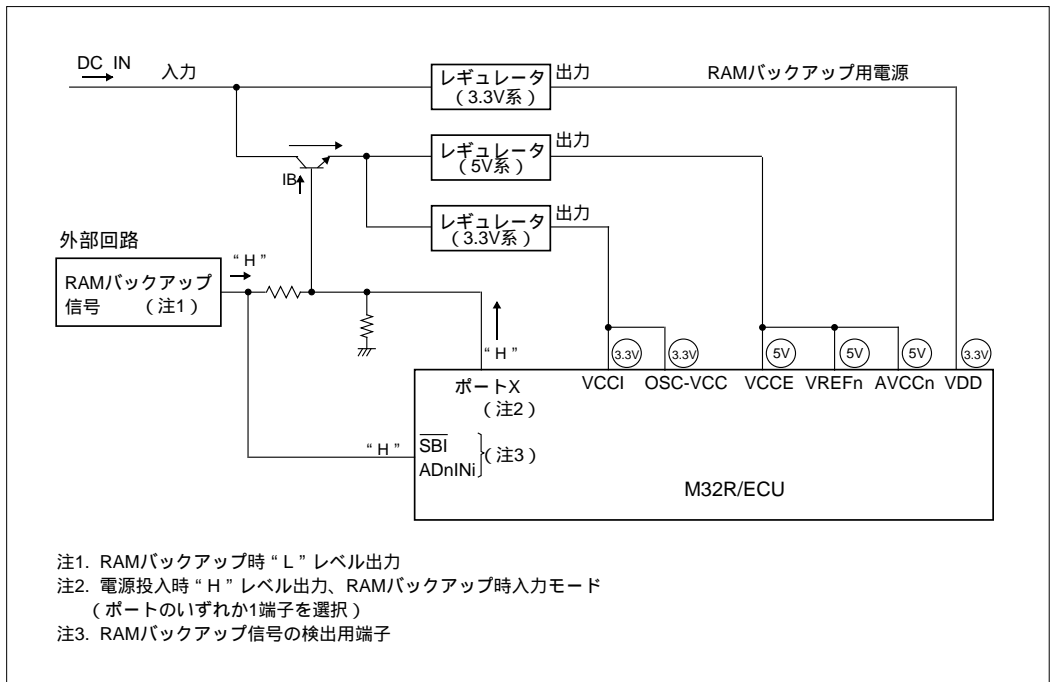 DC IN
入力
レギュレータ
（3.3V系）
出力
RAMバックアップ用電源
レギュレータ
（5V系）
出力
IB
レギュレータ
（3.3V系）
出力
外部回路
RAMバックアップ
信号　（注1）
“ H ”
“ H ”
3.3V
3.3V
5V
5V
5V
3.3V
ポートX
（注2）
VCCI
OSC-VCC
VCCE
VREFn
AVCCn
VDD
“ H ”
SBI
ADnINi
（注3）
M32R/ECU
注1. RAMバックアップ時 “ L ” レベル出力
注2. 電源投入時 “ H ” レベル出力、RAMバックアップ時入力モード
（ポートのいずれか1端子を選択）
注3. RAMバックアップ信号の検出用端子